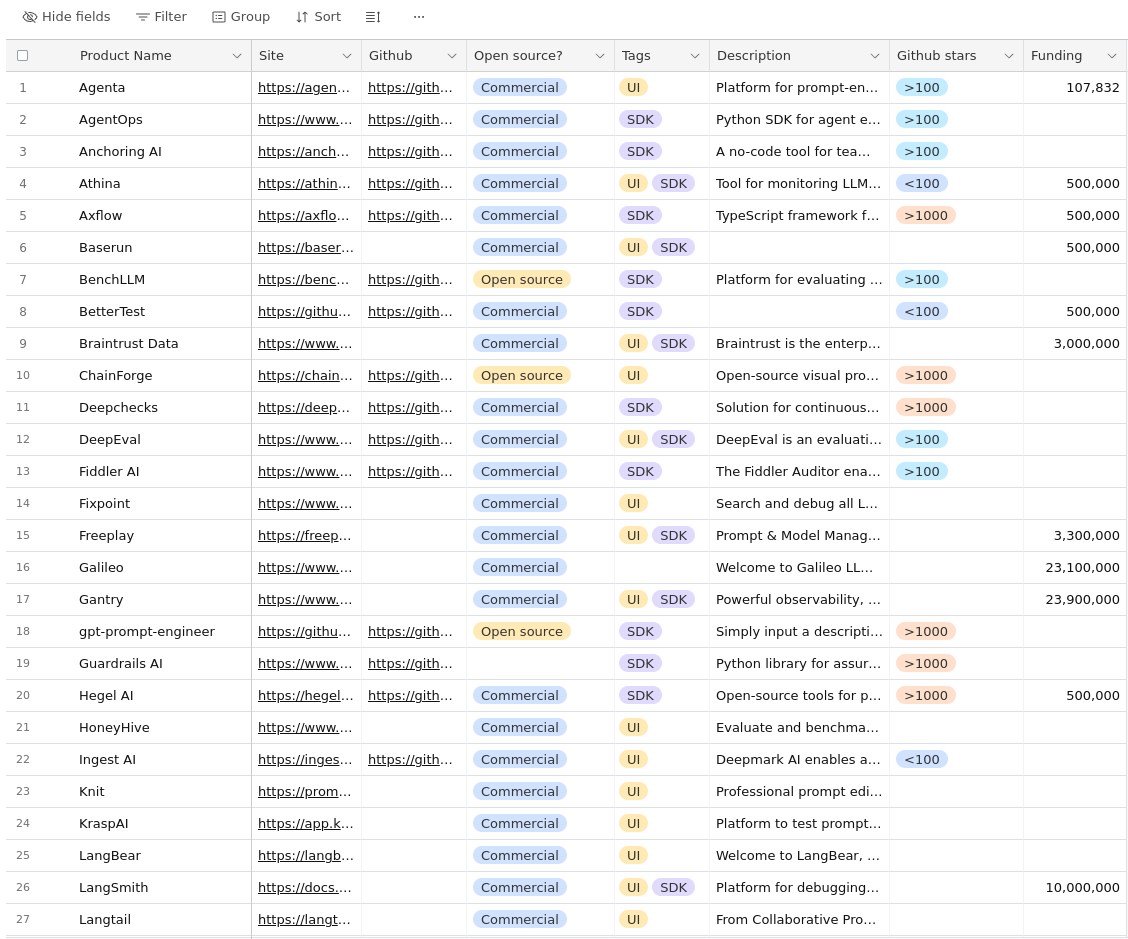 Hide fields Filter Group Sort ...
Product Name Site Github Open source? Tags Description Github stars Funding
1 Agenta https://agen... https://gith... Commercial UI Platform for prompt-en... >100 107,832
2 AgentOps https://www.... https://gith... Commercial SDK Python SDK for agent e... >100
3 Anchoring AI https://anch... https://gith... Commercial SDK A no-code tool for tea... >100
4 Athina https://athin... https://gith... Commercial UI SDK Tool for monitoring LLM... <100 500,000
5 Axflow https://axflo... https://gith... Commercial SDK TypeScript framework f... >1000 500,000
6 Baserun https://baser... Commercial UI SDK 500,000
7 BenchLLM https://benc... https://gith... Open source SDK Platform for evaluating ... >100
8 BetterTest https://githu... https://gith... Commercial SDK <100 500,000
9 Braintrust Data https://www.... Commercial UI SDK Braintrust is the enterp... 3,000,000
10 ChainForge https://chain... https://gith... Open source UI Open-source visual pro... >1000
11 Deepchecks https://deep... https://gith... Commercial SDK Solution for continuous... >1000
12 DeepEval https://www.... https://gith... Commercial UI SDK DeepEval is an evaluati... >100
13 Fiddler AI https://www.... https://gith... Commercial SDK The Fiddler Auditor ena... >100
14 Fixpoint https://www.... Commercial UI Search and debug all L...
15 Freeplay https://freep... Commercial UI SDK Prompt & Model Manag... 3,300,000
16 Galileo https://www.... Commercial Welcome to Galileo LL... 23,100,000
17 Gantry https://www.... Commercial UI SDK Powerful observability, ... 23,900,000
18 gpt-prompt-engineer https://githu... https://gith... Open source SDK Simply input a descripti... >1000
19 Guardrails AI https://www.... https://gith... SDK Python library for assur... >1000
20 Hegel AI https://hegel... https://gith... Commercial SDK Open-source tools for p... >1000 500,000
21 HoneyHive https://www.... Commercial UI Evaluate and benchma...
22 Ingest AI https://inges... https://gith... Commercial UI Deepmark AI enables a... <100
23 Knit https://prom... Commercial UI Professional prompt edi...
24 KraspAI https://app.k... Commercial UI Platform to test prompt...
25 LangBear https://langb... Commercial UI Welcome to LangBear, ...
26 LangSmith https://docs.... Commercial UI SDK Platform for debugging... 10,000,000
27 Langtail https://langt... Commercial UI From Collaborative Pro...